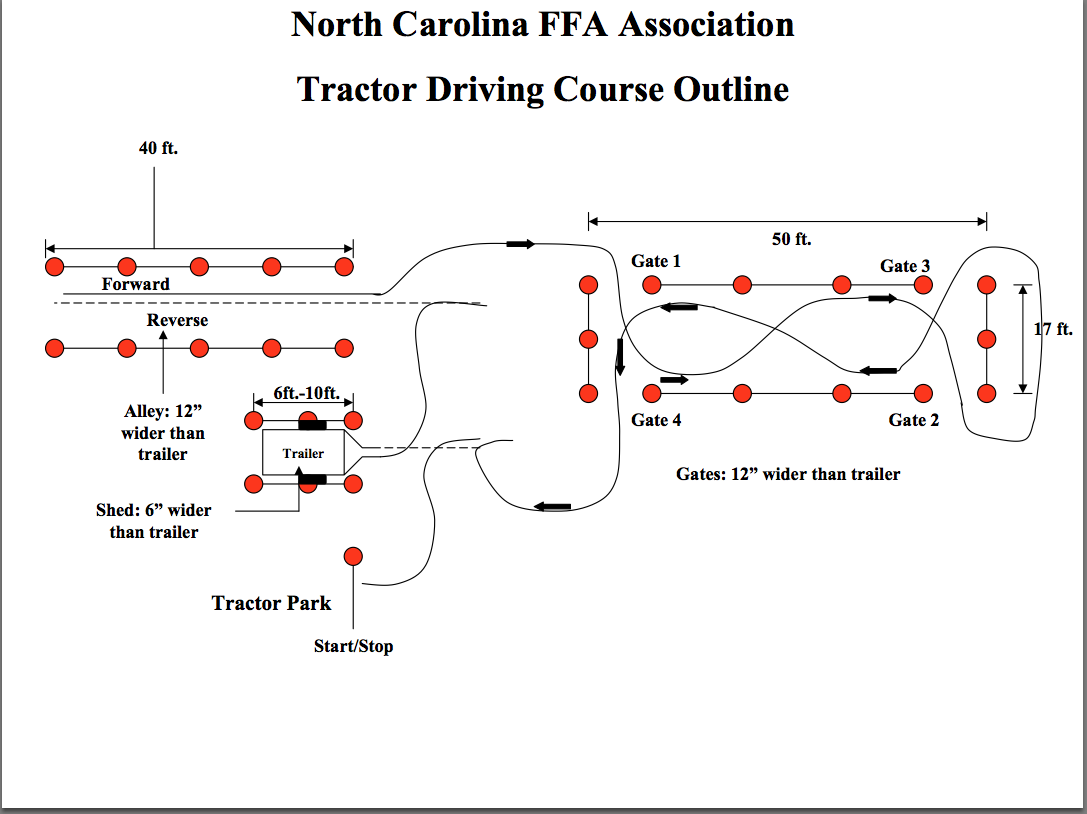 North Carolina FFA Association
Tractor Driving Course Outline
40 ft.
50 ft.
Gate 1
Gate 3
Forward
Reverse
17 ft.
6ft.-10ft.
Alley: 12”
wider than
trailer
Trailer
Gate 4
Gate 2
Gates: 12” wider than trailer
Shed: 6” wider
than trailer
Tractor Park
Start/Stop